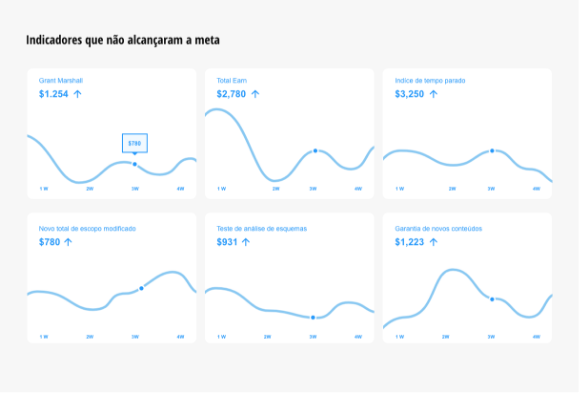 Indicadores que não alcançaram a meta
Grant Marshall
$1.254 ↑
$780
1 W 2W 3W 4W
Total Earn
$2,780 ↑
1 W 2W 3W 4W
Indice de tempo parado
$3,250 ↑
1 W 2W 3W 4W
Novo total de escopo modificado
$780 ↑
1 W 2W 3W 4W
Teste de análise de esquemas
$931 ↑
1 W 2W 3W 4W
Garantia de novos conteúdos
$1,223 ↑
1 W 2W 3W 4W